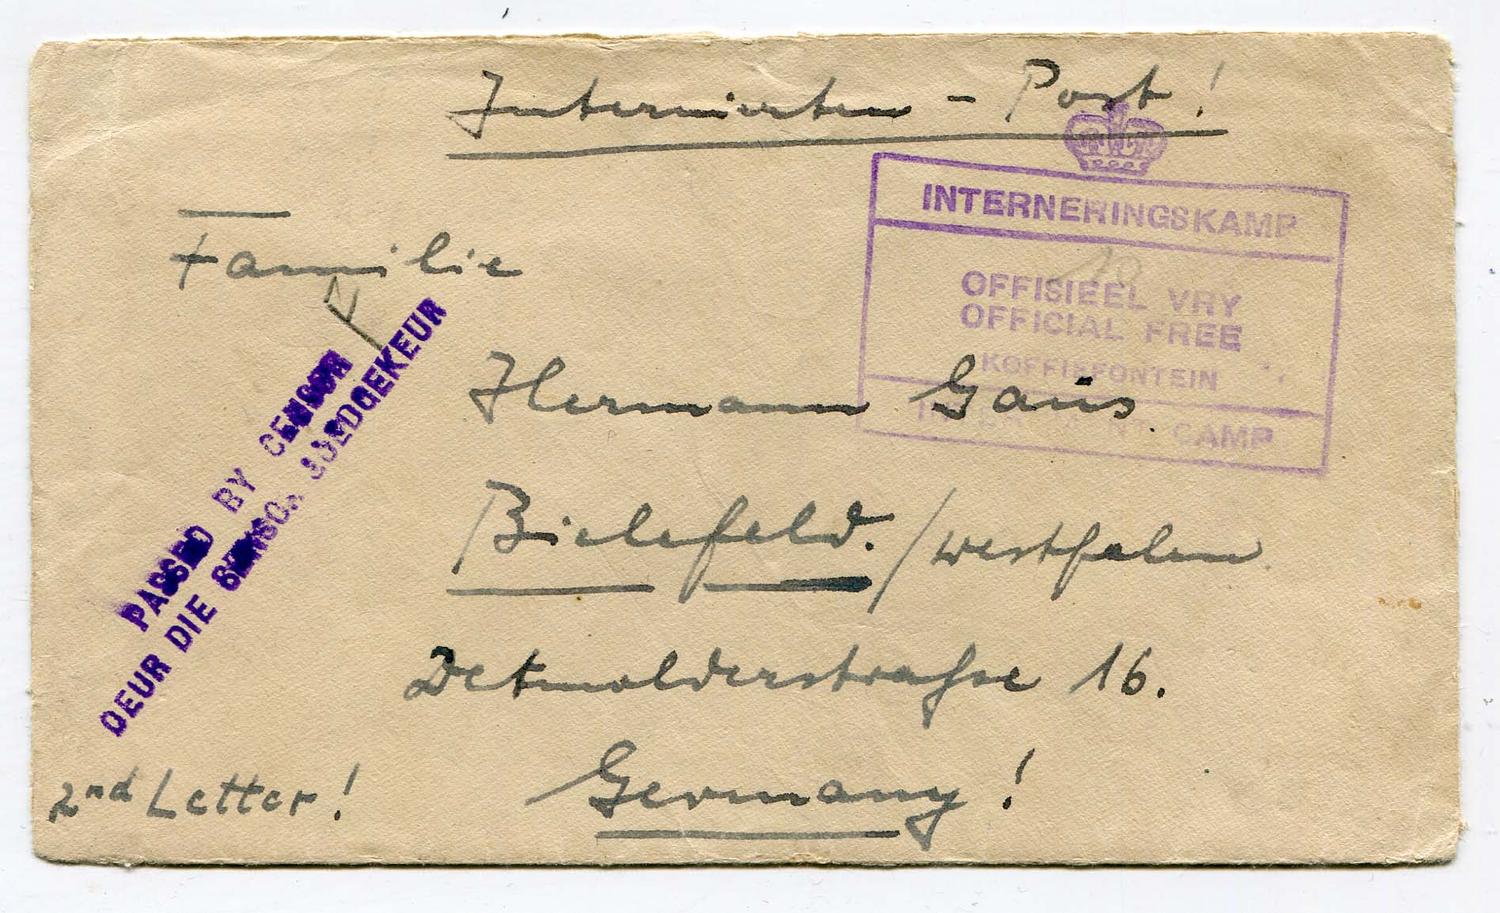 Internierten - Post!
INTERNERINGSKAMP
OFFISIEEL VRY
OFFICIAL FREE
KOFFIEFONTEIN
CAMP
Familie
Hermann Gaus.
Bielefeld. / Westfalen
Detmolderstraße 16.
Germany!
PASSED BY CENSOR
DEUR DIE SENSOR GOEDGEKEUR
2nd Letter!